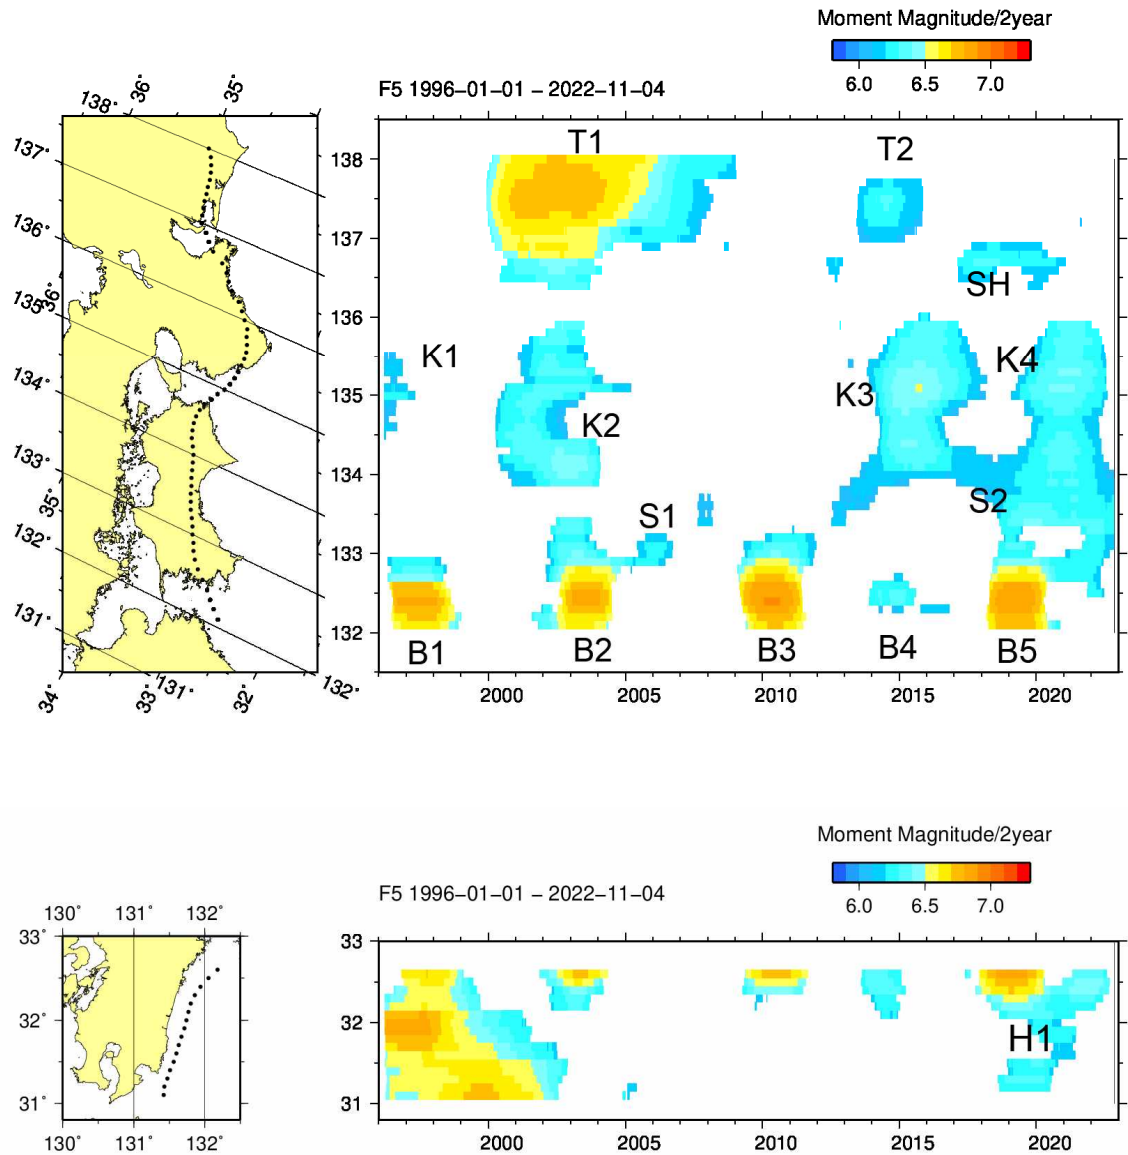 Moment Magnitude/2year
6.0 6.5 7.0
F5 1996−01−01 − 2022−11−04
138° 36° 35°
137°
136°
36°
135°
134°
133°
35°
132°
131°
34° 33° 131° 32° 132°
138
137
136
135
134
133
132
T1 T2
SH
K1 K4
K3
K2
S1 S2
B1 B2 B3 B4 B5
2000 2005 2010 2015 2020
Moment Magnitude/2year
6.0 6.5 7.0
F5 1996−01−01 − 2022−11−04
130° 131° 132°
33°
32°
31°
130° 131° 132°
33
32
31
H1
2000 2005 2010 2015 2020